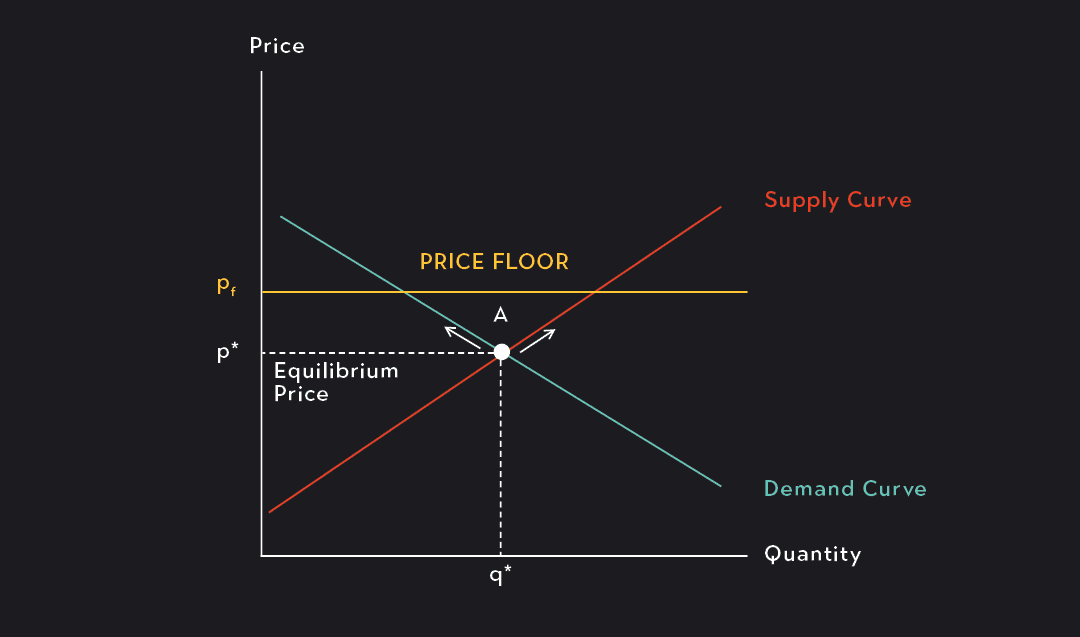 Price
Supply Curve
PRICE FLOOR
pf
A
p*
Equilibrium
Price
Demand Curve
Quantity
q*